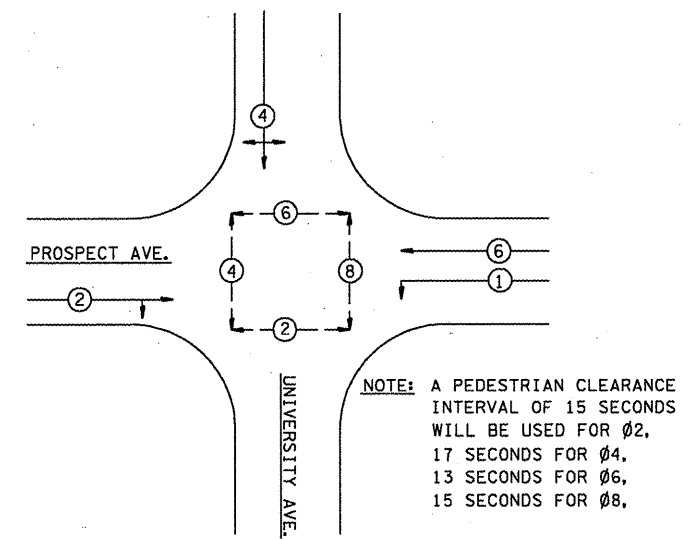 4
6
PROSPECT AVE.
6
4
8
1
2
2
UNIVERSITY AVE.
NOTE: A PEDESTRIAN CLEARANCE
INTERVAL OF 15 SECONDS
WILL BE USED FOR Ø2,
17 SECONDS FOR Ø4,
13 SECONDS FOR Ø6,
15 SECONDS FOR Ø8,